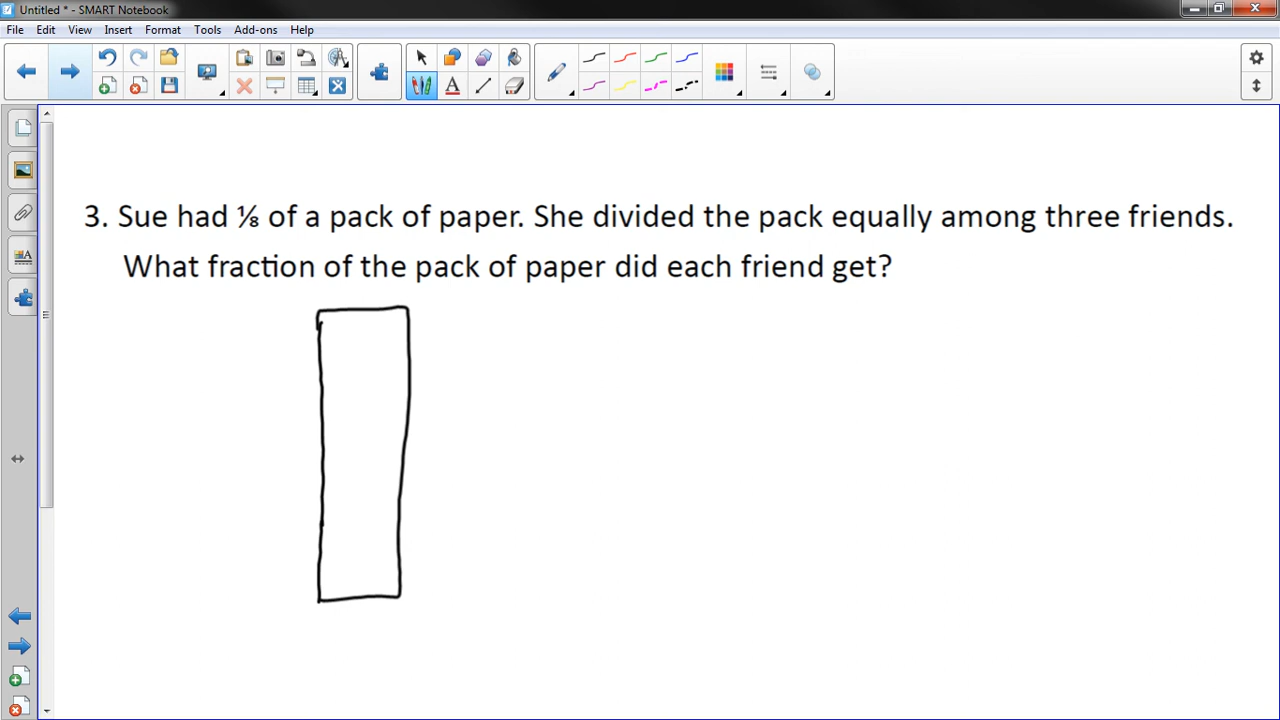 Untitled * - SMART Notebook
File Edit View Insert Format Tools Add-ons Help
3. Sue had ⅛ of a pack of paper. She divided the pack equally among three friends.
What fraction of the pack of paper did each friend get?